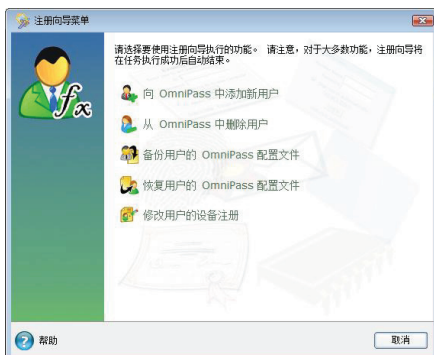 注册向导菜单
fx
请选择要使用注册向导执行的功能。 请注意，对于大多数功能，注册向导将
在任务执行成功后自动结束。
向 OmniPass 中添加新用户
从 OmniPass 中删除用户
备份用户的 OmniPass 配置文件
恢复用户的 OmniPass 配置文件
修改用户的设备注册
帮助
取消